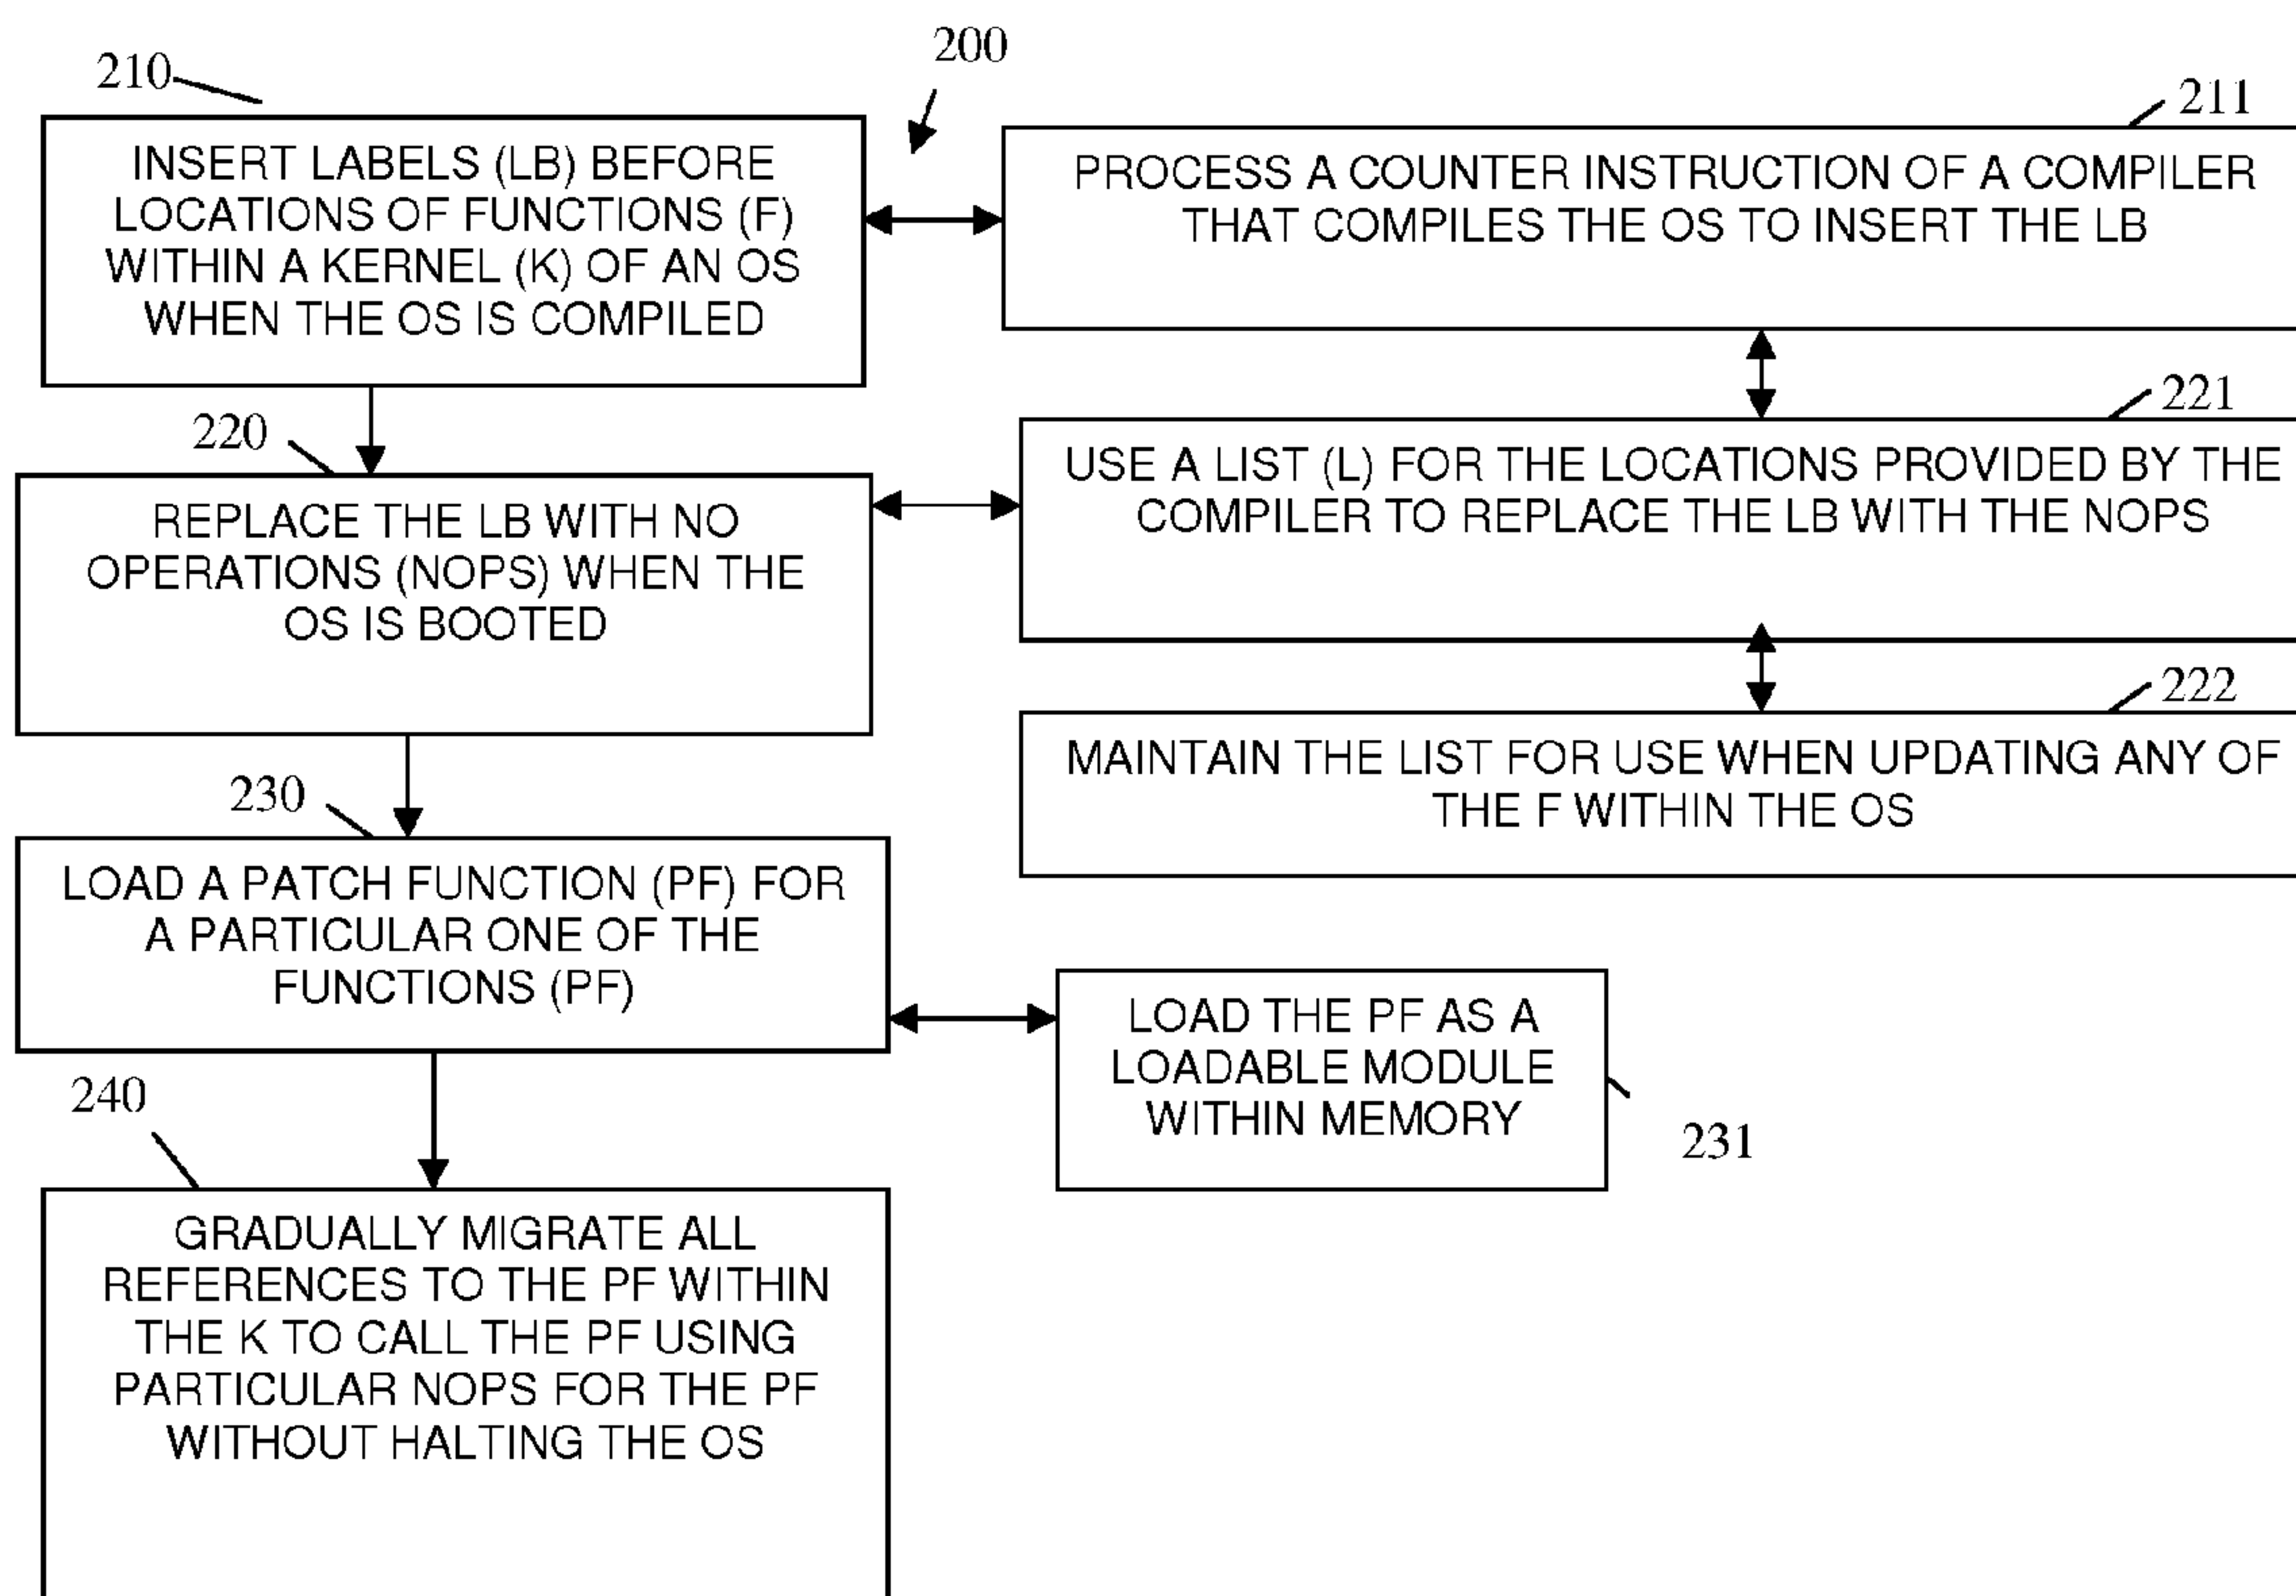 200
210
INSERT LABELS (LB) BEFORE
LOCATIONS OF FUNCTIONS (F)
WITHIN A KERNEL (K) OF AN OS
WHEN THE OS IS COMPILED
211
PROCESS A COUNTER INSTRUCTION OF A COMPILER
THAT COMPILES THE OS TO INSERT THE LB
220
REPLACE THE LB WITH NO
OPERATIONS (NOPS) WHEN THE
OS IS BOOTED
221
USE A LIST (L) FOR THE LOCATIONS PROVIDED BY THE
COMPILER TO REPLACE THE LB WITH THE NOPS
222
MAINTAIN THE LIST FOR USE WHEN UPDATING ANY OF
THE F WITHIN THE OS
230
LOAD A PATCH FUNCTION (PF) FOR
A PARTICULAR ONE OF THE
FUNCTIONS (PF)
LOAD THE PF AS A
LOADABLE MODULE
WITHIN MEMORY
231
240
GRADUALLY MIGRATE ALL
REFERENCES TO THE PF WITHIN
THE K TO CALL THE PF USING
PARTICULAR NOPS FOR THE PF
WITHOUT HALTING THE OS